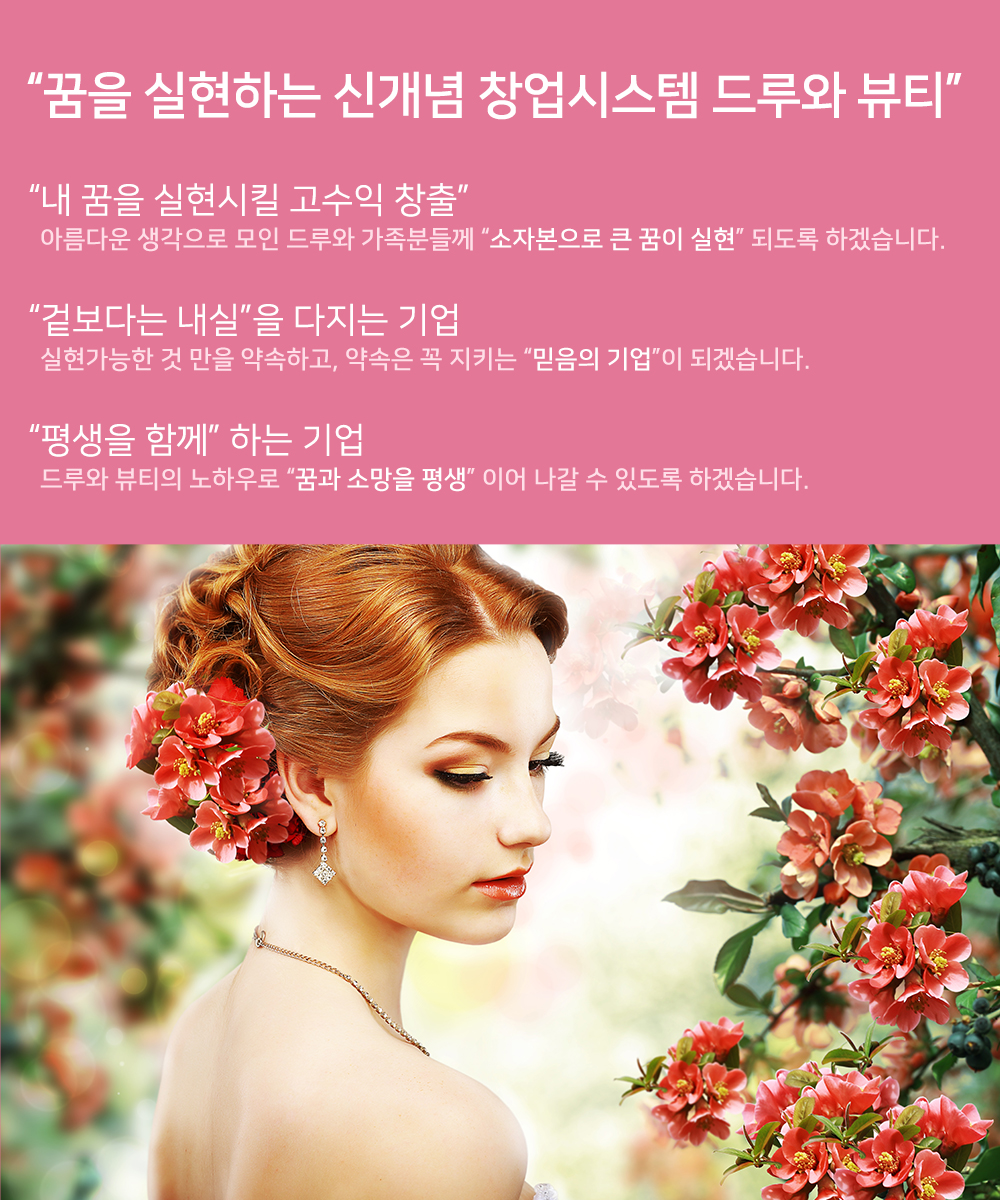 “꿈을 실현하는 신개념 창업시스템 드루와 뷰티”
“내 꿈을 실현시킬 고수익 창출”
아름다운 생각으로 모인 드루와 가족분들께 “소자본으로 큰 꿈이 실현” 되도록 하겠습니다.
“겉보다는 내실”을 다지는 기업
실현가능한 것 만을 약속하고, 약속은 꼭 지키는 “믿음의 기업”이 되겠습니다.
“평생을 함께” 하는 기업
드루와 뷰티의 노하우로 “꿈과 소망을 평생” 이어 나갈 수 있도록 하겠습니다.